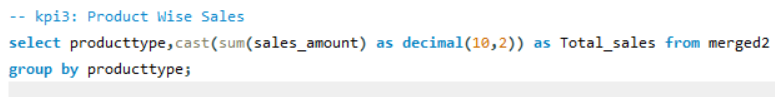 -- kpi3: Product Wise Sales
select producttype,cast(sum(sales_amount) as decimal(10,2)) as Total_sales from merged2
group by producttype;